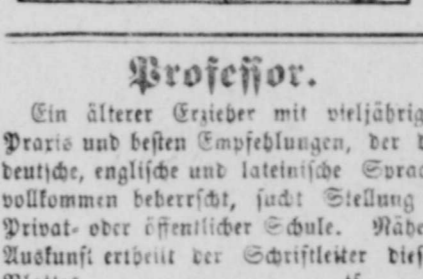 Professor.
Ein älterer Erzieher mit vieljährig
Praxis und besten Empfehlungen, der d
deutsche, englische und lateinische Sprac
vollkommen beherrscht, sucht Stellung
Privat- oder öffentlicher Schule. Nähe
Auskunft ertheilt der Schriftleiter dies